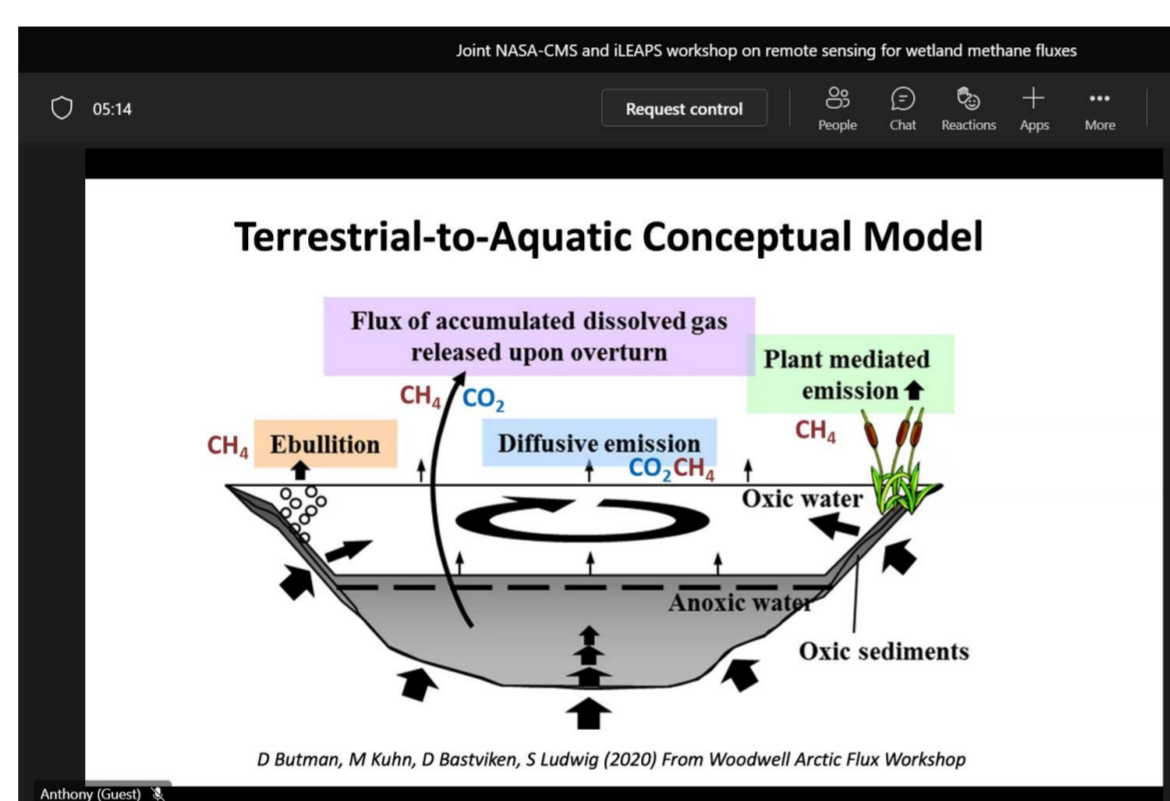 Joint NASA-CMS and iLEAPS workshop on remote sensing for wetland methane fluxes
05:14
Request control
People
Chat
Reactions
Apps
More
Terrestrial-to-Aquatic Conceptual Model
Flux of accumulated dissolved gas
released upon overturn
Plant mediated
emission
CH₄ CO₂
CH₄
CH₄ Ebullition
Diffusive emission
CO₂CH₄
Oxic water
Anoxic water
Oxic sediments
D Butman, M Kuhn, D Bastviken, S Ludwig (2020) From Woodwell Arctic Flux Workshop
Anthony (Guest)